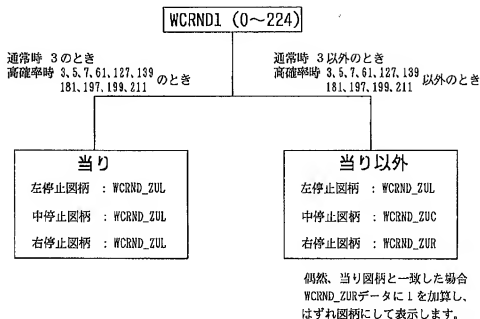 WCRND1 (0~224)
通常時 3のとき
高確率時 3,5,7,61,127,139
181,197,199,211 のとき
通常時 3以外のとき
高確率時 3,5,7,61,127,139
181,197,199,211 以外のとき
当り
左停止図柄 : WCRND_ZUL
中停止図柄 : WCRND_ZUL
右停止図柄 : WCRND_ZUL
当り以外
左停止図柄 : WCRND_ZUL
中停止図柄 : WCRND_ZUC
右停止図柄 : WCRND_ZUR
偶然、当り図柄と一致した場合
WCRND_ZURデータに1を加算し、
はずれ図柄にして表示します。